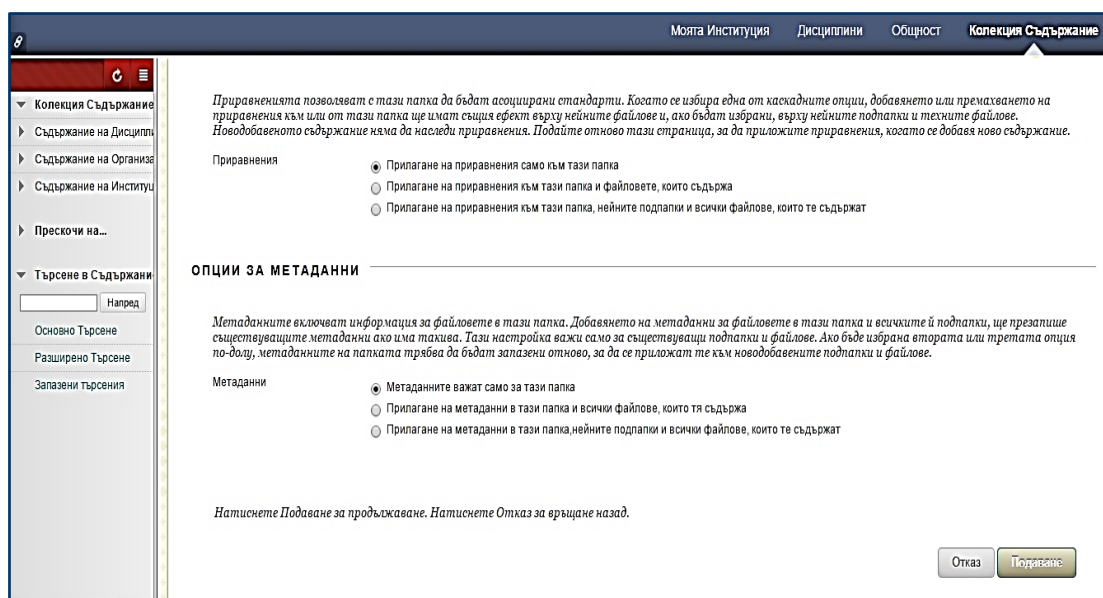 Моята Институция Дисциплини Общност Колекция Съдържание
Колекция Съдържание
Съдържание на Дисципли
Съдържание на Организа
Съдържание на Институц
Прескочи на...
Търсене в Съдържани
Напред
Основно Търсене
Разширено Търсене
Запазени търсения
Приравненията позволяват с тази папка да бъдат асоциирани стандарти. Когато се избира една от каскадните опции, добавянето или премахването на
приравнения към или от тази папка ще имат същия ефект върху нейните файлове и, ако бъдат избрани, върху нейните подпапки и техните файлове.
Новодобавеното съдържание няма да наследи приравнения. Подайте отново тази страница, за да приложите приравнения, когато се добавя ново съдържание.
Приравнения
Прилагане на приравнения само към тази папка
Прилагане на приравнения към тази папка и файловете, които съдържа
Прилагане на приравнения към тази папка, нейните подпапки и всички файлове, които те съдържат
ОПЦИИ ЗА МЕТАДАННИ
Метаданните включват информация за файловете в тази папка. Добавянето на метаданни за файловете в тази папка и всичките ѝ подпапки, ще презапише
съществуващите метаданни ако има такива. Тази настройка важи само за съществуващи подпапки и файлове. Ако бъде избрана втората или третата опция
по-долу, метаданните на папката трябва да бъдат запазени отново, за да се приложат те към новодобавените подпапки и файлове.
Метаданни
Метаданните важат само за тази папка
Прилагане на метаданни в тази папка и всички файлове, които тя съдържа
Прилагане на метаданни в тази папка,нейните подпапки и всички файлове, които те съдържат
Натиснете Подаване за продължаване. Натиснете Отказ за връщане назад.
Отказ Подаване